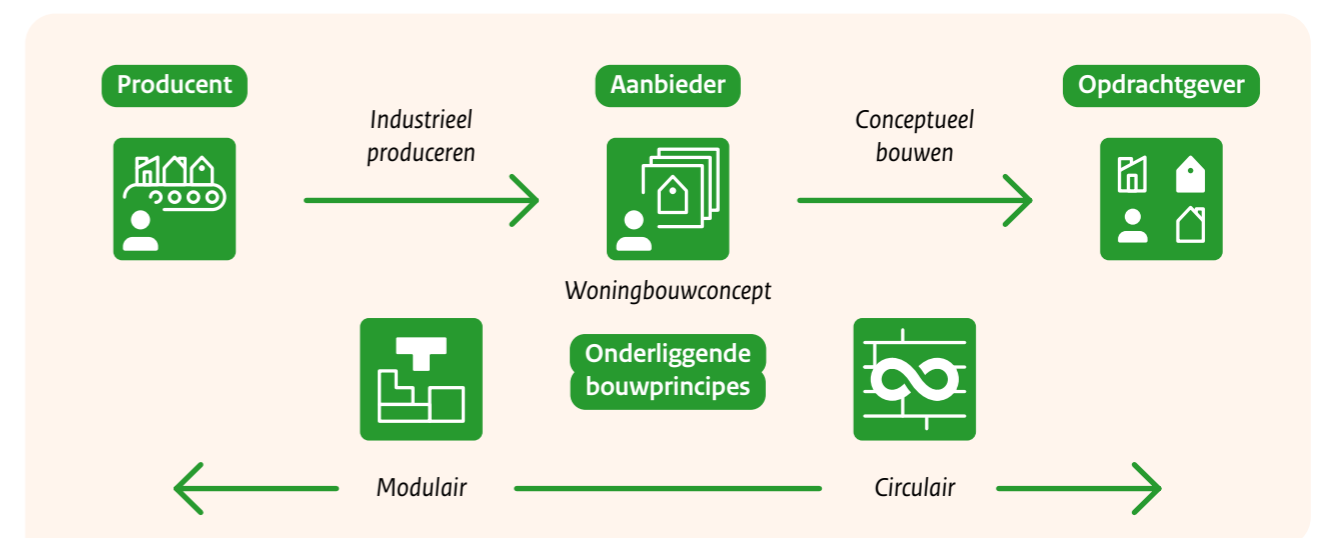 Producent
Aanbieder
Opdrachtgever
Industrieel
produceren
Conceptueel
bouwen
Woningbouwconcept
Onderliggende
bouwprincipes
Modulair
Circulair